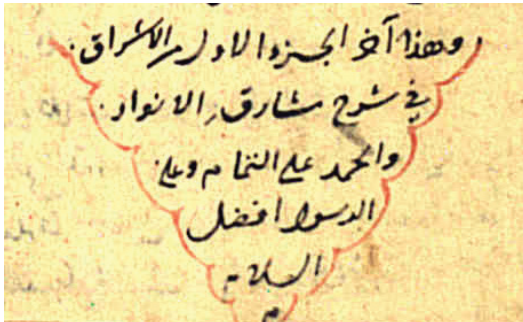 وهذا آخر الجزء الاول من الاشراق
في شرح مشارق الانوار
والحمد على التمام وعلى
الرسول افضل
السلام
م